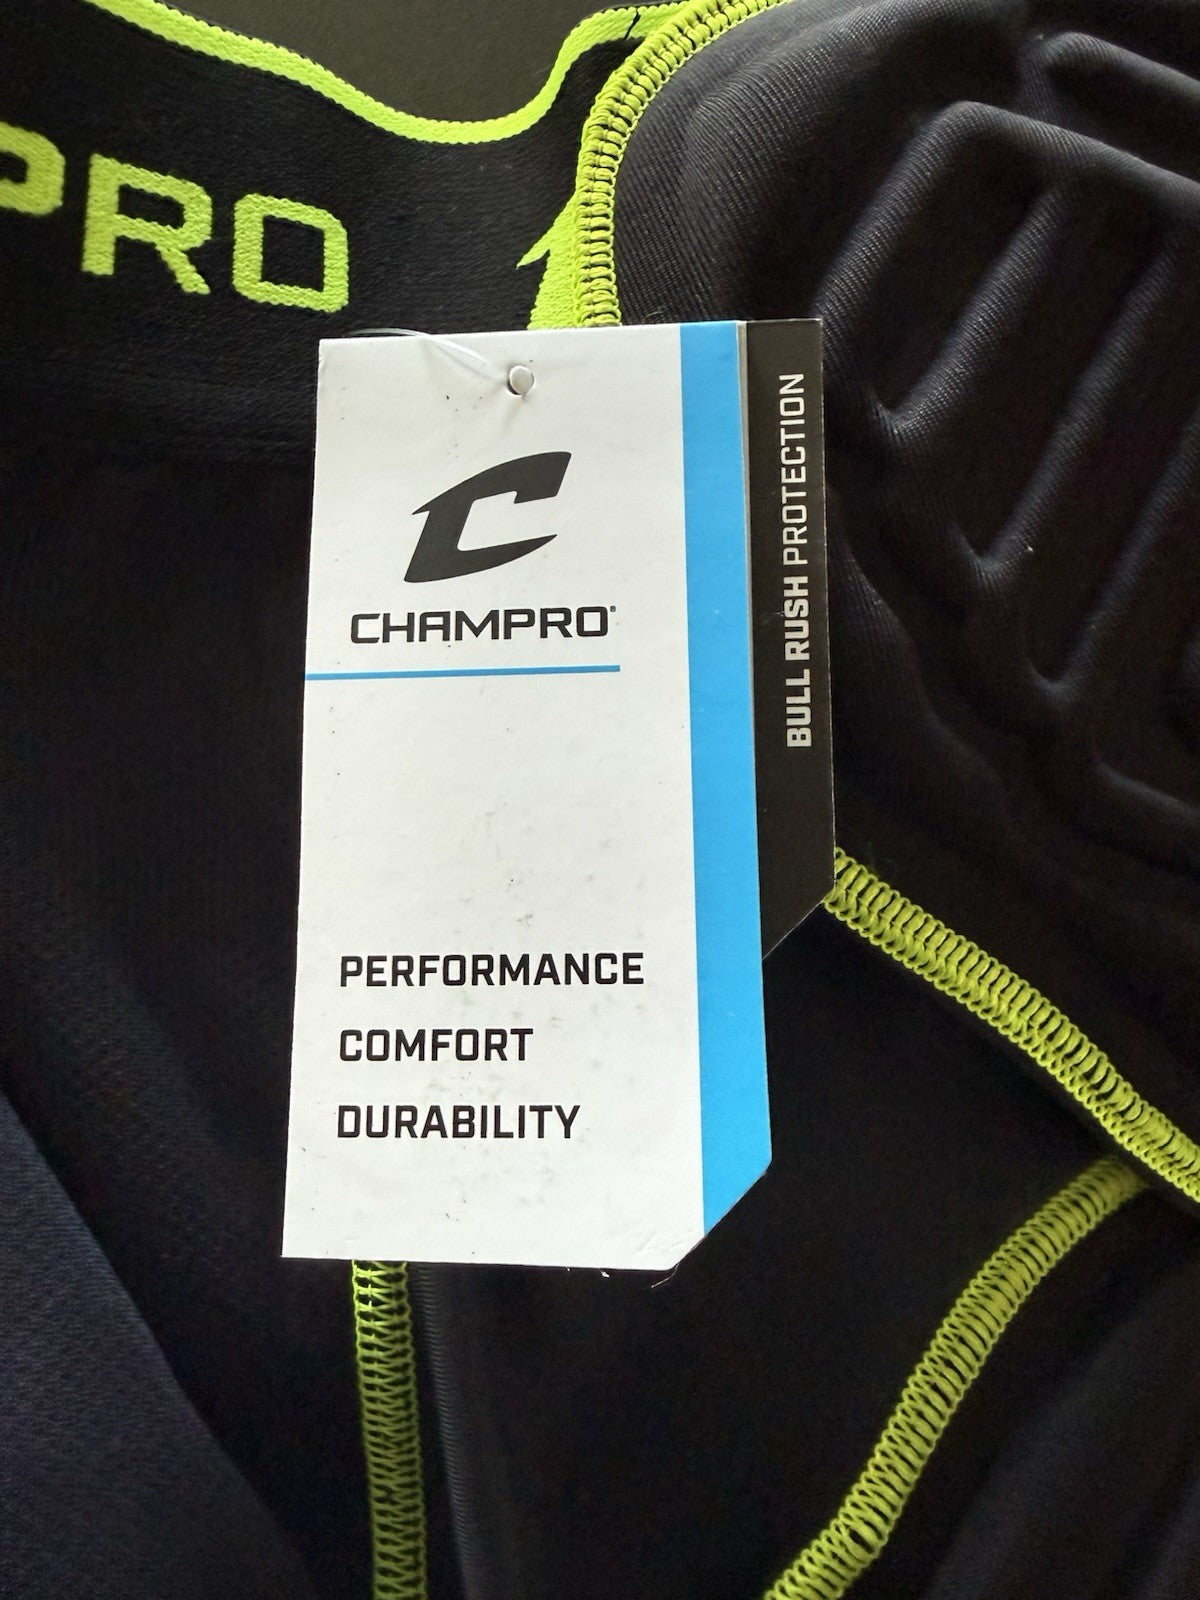 PRO
CHAMPRO®
PERFORMANCE
COMFORT
DURABILITY
BULL RUSH PROTECTION